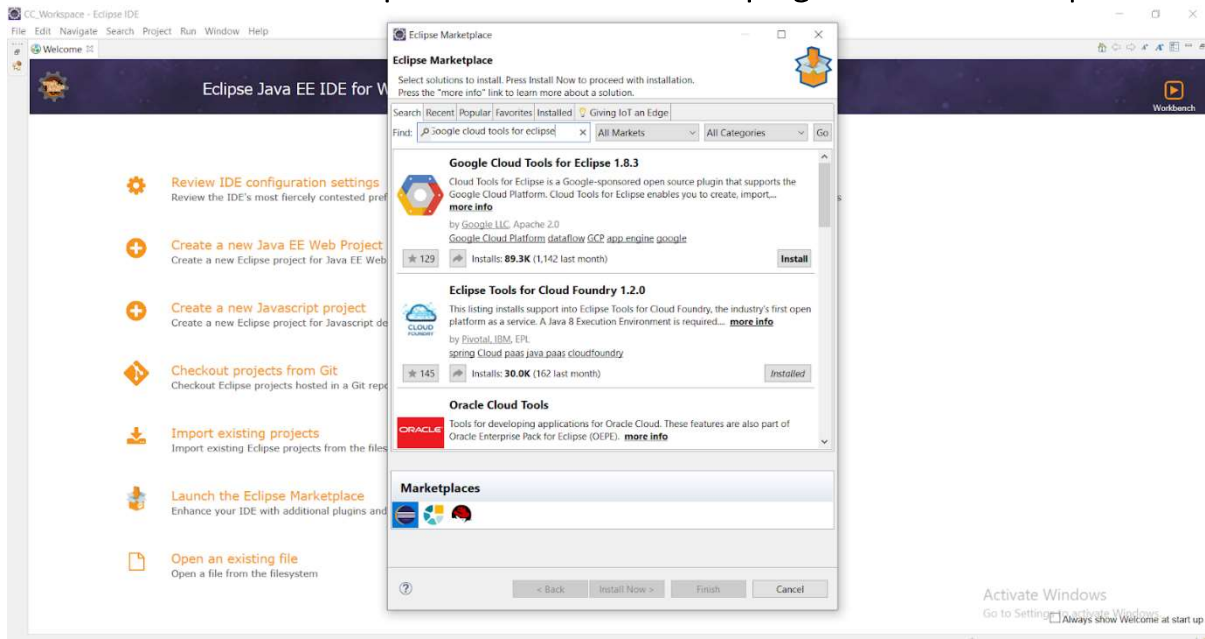 CC_Workspace - Eclipse IDE
File Edit Navigate Search Project Run Window Help
Welcome
Eclipse Java EE IDE for W
Workbench
Review IDE configuration settings
Review the IDE's most fiercely contested pref
Create a new Java EE Web Project
Create a new Eclipse project for Java EE Web
Create a new Javascript project
Create a new Eclipse project for Javascript de
Checkout projects from Git
Checkout Eclipse projects hosted in a Git repo
Import existing projects
Import existing Eclipse projects from the files
Launch the Eclipse Marketplace
Enhance your IDE with additional plugins and
Open an existing file
Open a file from the filesystem
Eclipse Marketplace
Eclipse Marketplace
Select solutions to install. Press Install Now to proceed with installation.
Press the "more info" link to learn more about a solution.
Search Recent Popular Favorites Installed Giving IoT an Edge
Find: Google cloud tools for eclipse All Markets All Categories Go
Google Cloud Tools for Eclipse 1.8.3
Cloud Tools for Eclipse is a Google-sponsored open source plugin that supports the
Google Cloud Platform. Cloud Tools for Eclipse enables you to create, import,...
more info
by Google LLC, Apache 2.0
Google Cloud Platform dataflow GCP app engine google
129 Installs: 89.3K (1,142 last month) Install
Eclipse Tools for Cloud Foundry 1.2.0
This listing installs support into Eclipse Tools for Cloud Foundry, the industry's first open
platform as a service. A Java 8 Execution Environment is required.... more info
CLOUD
FOUNDRY
by Pivotal, IBM, EPL
spring Cloud paas java paas cloudfoundry
145 Installs: 30.0K (162 last month) Installed
Oracle Cloud Tools
ORACLE
Tools for developing applications for Oracle Cloud. These features are also part of
Oracle Enterprise Pack for Eclipse (OEPE). more info
Marketplaces
? < Back Install Now > Finish Cancel
s
Activate Windows
Go to Settings to activate Windows.
Always show Welcome at start up